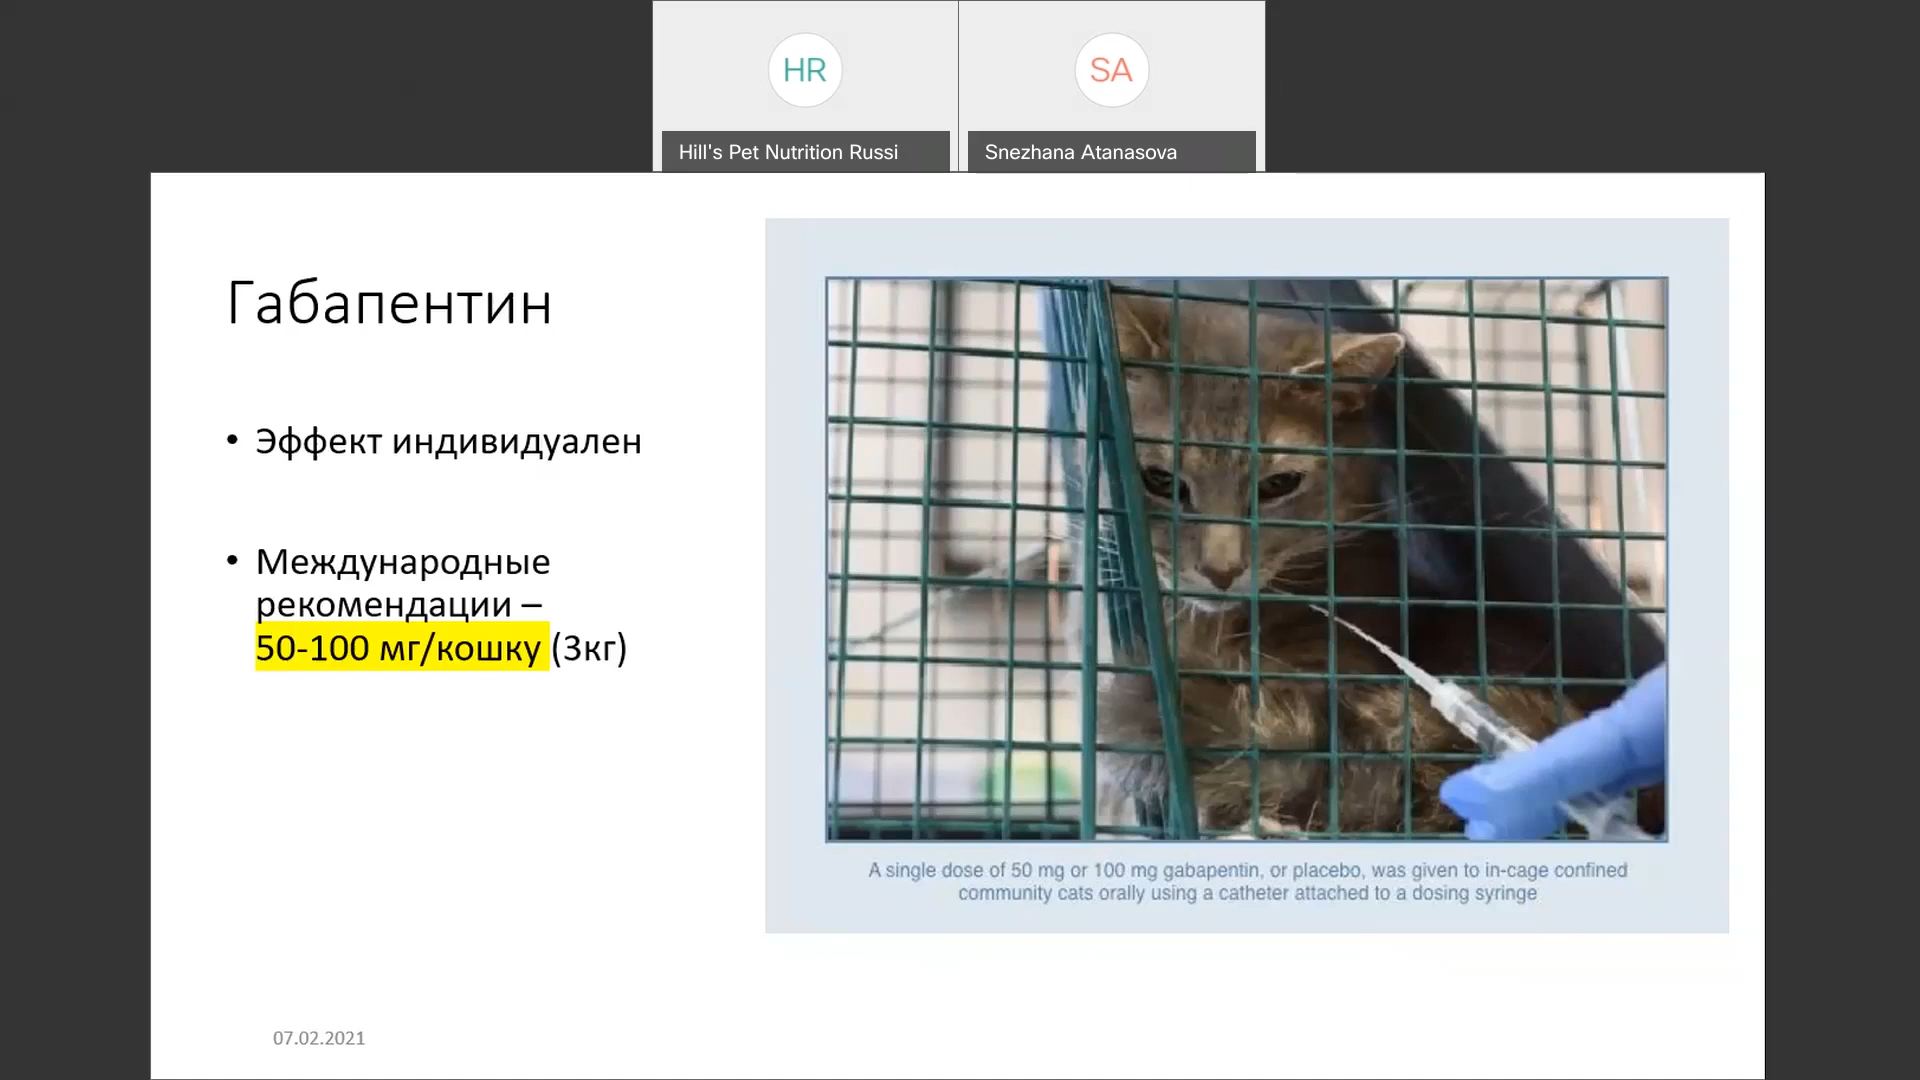 HR
SA
Hill's Pet Nutrition Russi
Snezhana Atanasova
Габапентин
• Эффект индивидуален
• Международные
рекомендации –
50-100 мг/кошку (3кг)
A single dose of 50 mg or 100 mg gabapentin, or placebo, was given to in-cage confined
community cats orally using a catheter attached to a dosing syringe
07.02.2021